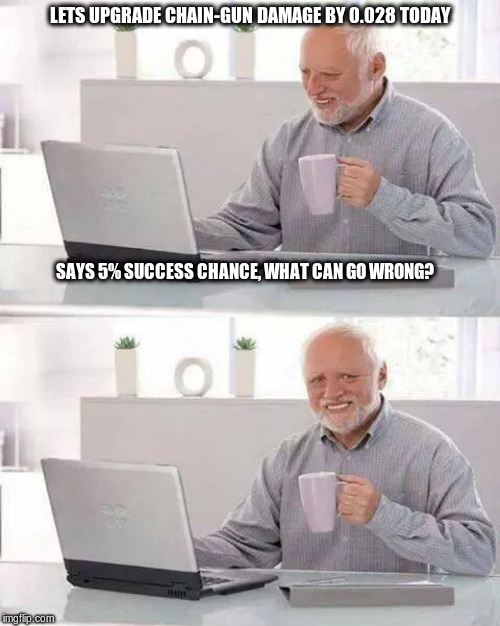 LETS UPGRADE CHAIN-GUN DAMAGE BY 0.028 TODAY
SAYS 5% SUCCESS CHANCE, WHAT CAN GO WRONG?
imgflip.com